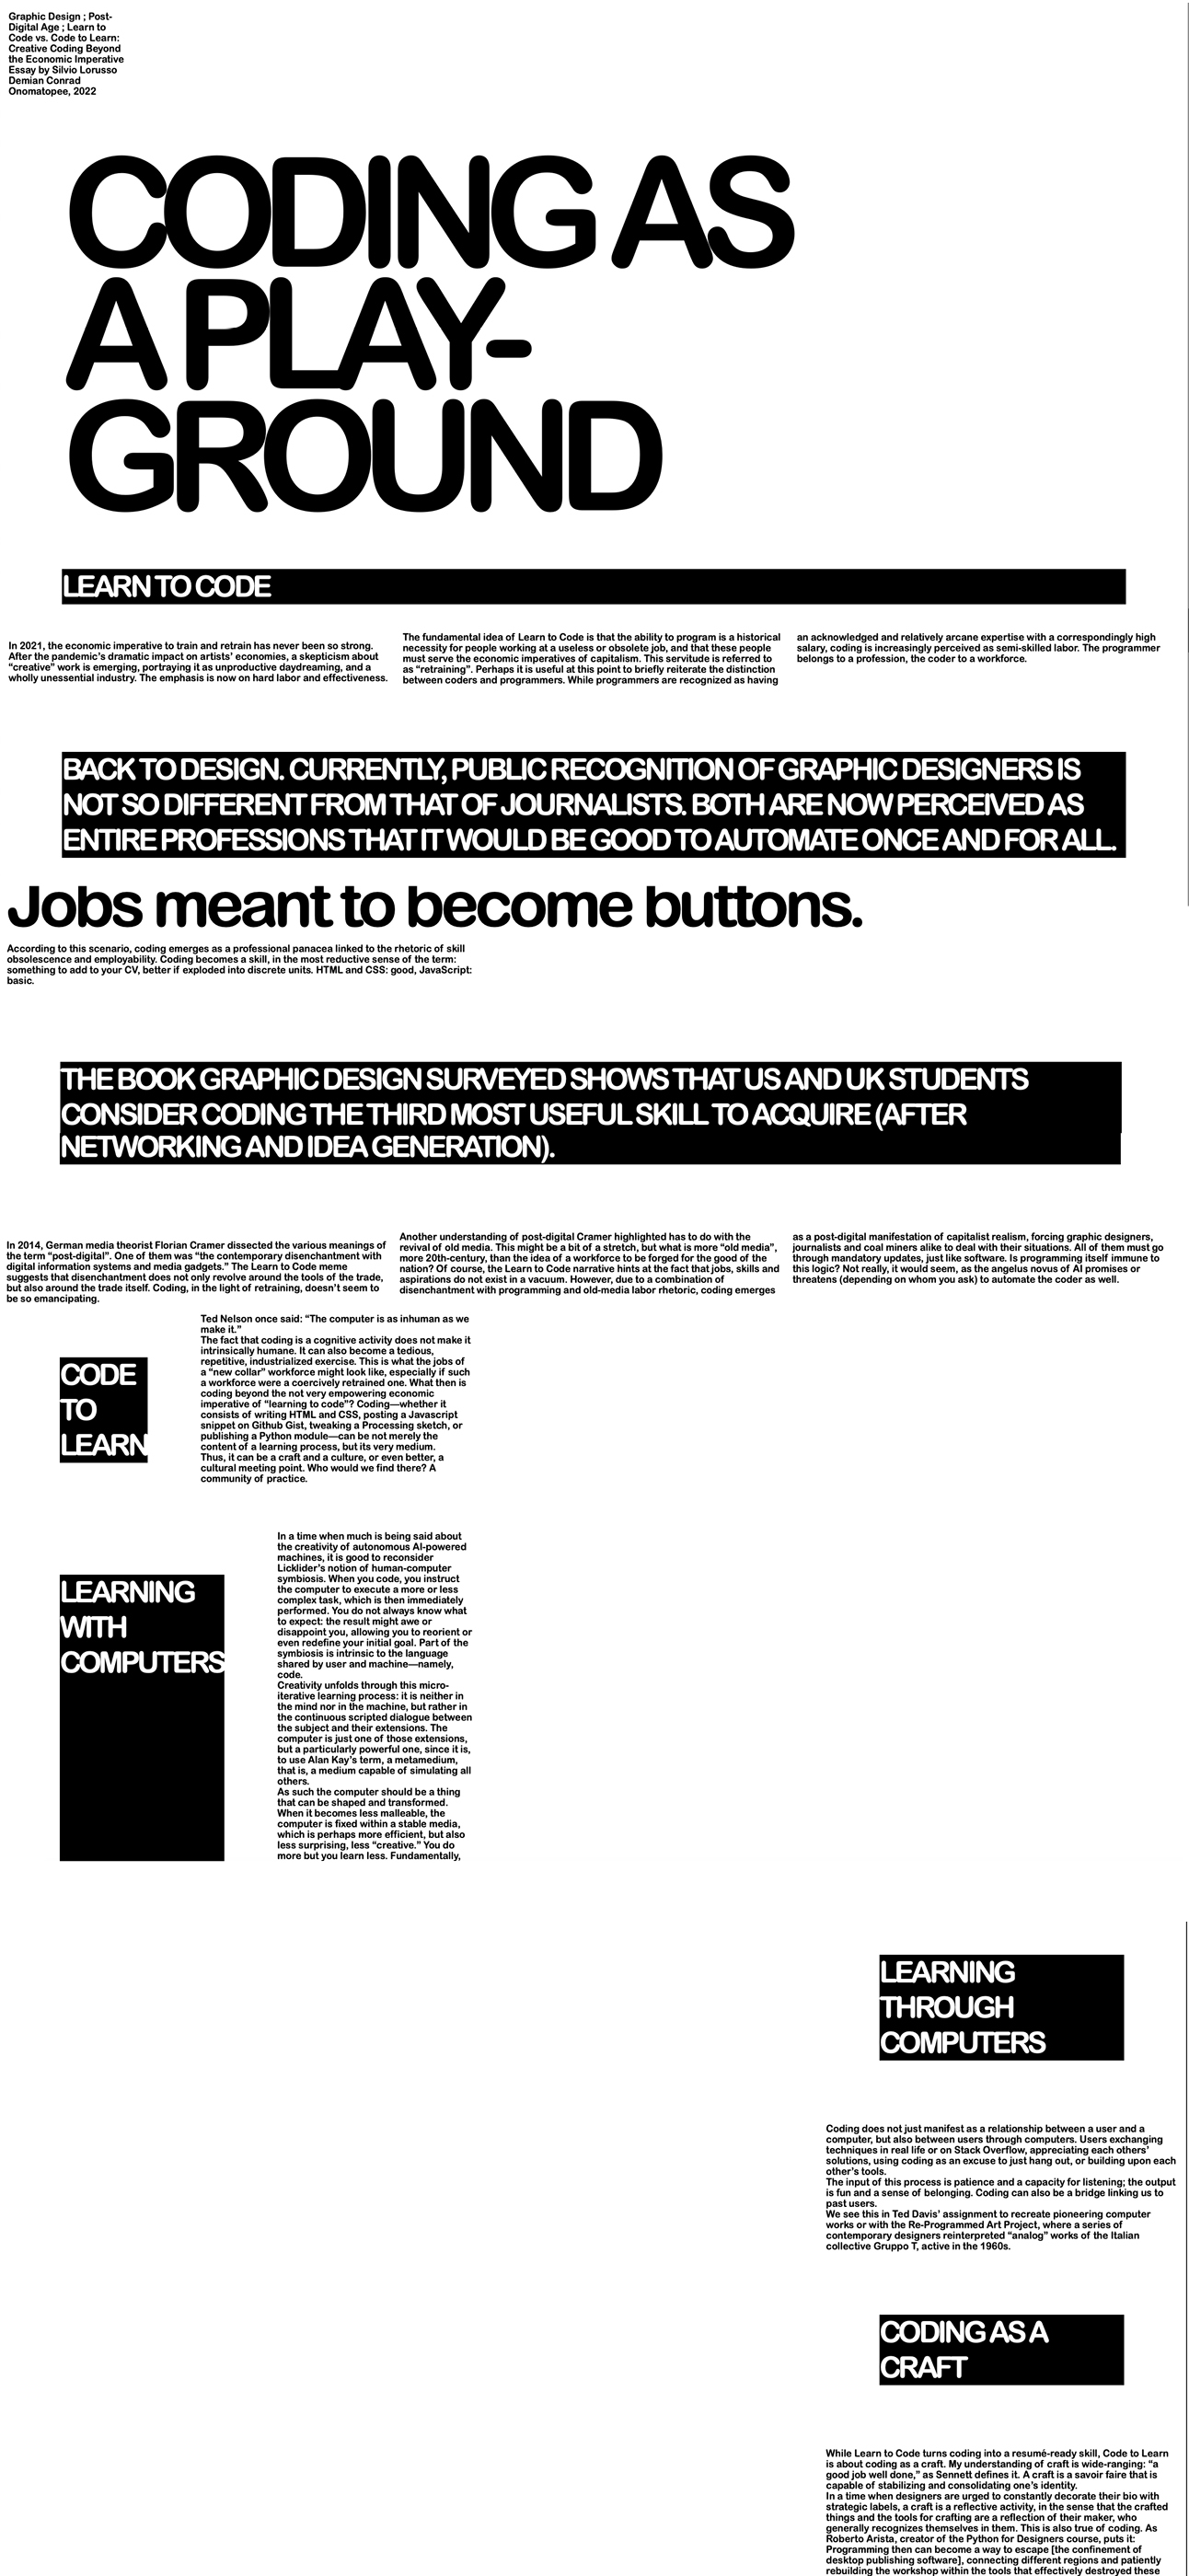 Graphic Design ; Post-
Digital Age ; Learn to
Code vs. Code to Learn:
Creative Coding Beyond
the Economic Imperative
Essay by Silvio Lorusso
Demian Conrad
Onomatopee, 2022
CODING AS
A PLAY-
GROUND
LEARN TO CODE
In 2021, the economic imperative to train and retrain has never been so strong.
After the pandemic's dramatic impact on artists' economies, a skepticism about
“creative” work is emerging, portraying it as unproductive daydreaming, and a
wholly unessential industry. The emphasis is now on hard labor and effectiveness.
The fundamental idea of Learn to Code is that the ability to program is a historical
necessity for people working at a useless or obsolete job, and that these people
must serve the economic imperatives of capitalism. This servitude is referred to
as “retraining”. Perhaps it is useful at this point to briefly reiterate the distinction
between coders and programmers. While programmers are recognized as having
an acknowledged and relatively arcane expertise with a correspondingly high
salary, coding is increasingly perceived as semi-skilled labor. The programmer
belongs to a profession, the coder to a workforce.
BACK TO DESIGN. CURRENTLY, PUBLIC RECOGNITION OF GRAPHIC DESIGNERS IS
NOT SO DIFFERENT FROM THAT OF JOURNALISTS. BOTH ARE NOW PERCEIVED AS
ENTIRE PROFESSIONS THAT IT WOULD BE GOOD TO AUTOMATE ONCE AND FOR ALL.
Jobs meant to become buttons.
According to this scenario, coding emerges as a professional panacea linked to the rhetoric of skill
obsolescence and employability. Coding becomes a skill, in the most reductive sense of the term:
something to add to your CV, better if exploded into discrete units. HTML and CSS: good, JavaScript:
basic.
THE BOOK GRAPHIC DESIGN SURVEYED SHOWS THAT US AND UK STUDENTS
CONSIDER CODING THE THIRD MOST USEFUL SKILL TO ACQUIRE (AFTER
NETWORKING AND IDEA GENERATION).
In 2014, German media theorist Florian Cramer dissected the various meanings of
the term “post-digital”. One of them was “the contemporary disenchantment with
digital information systems and media gadgets.” The Learn to Code meme
suggests that disenchantment does not only revolve around the tools of the trade,
but also around the trade itself. Coding, in the light of retraining, doesn't seem to
be so emancipating.
Another understanding of post-digital Cramer highlighted has to do with the
revival of old media. This might be a bit of a stretch, but what is more “old media”,
more 20th-century, than the idea of a workforce to be forged for the good of the
nation? Of course, the Learn to Code narrative hints at the fact that jobs, skills and
aspirations do not exist in a vacuum. However, due to a combination of
disenchantment with programming and old-media labor rhetoric, coding emerges
as a post-digital manifestation of capitalist realism, forcing graphic designers,
journalists and coal miners alike to deal with their situations. All of them must go
through mandatory updates, just like software. Is programming itself immune to
this logic? Not really, it would seem, as the angelus novus of AI promises or
threatens (depending on whom you ask) to automate the coder as well.
CODE
TO
LEARN
Ted Nelson once said: “The computer is as inhuman as we
make it.”
The fact that coding is a cognitive activity does not make it
intrinsically humane. It can also become a tedious,
repetitive, industrialized exercise. This is what the jobs of
a “new collar” workforce might look like, especially if such
a workforce were a coercively retrained one. What then is
coding beyond the not very empowering economic
imperative of “learning to code”? Coding—whether it
consists of writing HTML and CSS, posting a Javascript
snippet on Github Gist, tweaking a Processing sketch, or
publishing a Python module—can be not merely the
content of a learning process, but its very medium.
Thus, it can be a craft and a culture, or even better, a
cultural meeting point. Who would we find there? A
community of practice.
LEARNING
WITH
COMPUTERS
In a time when much is being said about
the creativity of autonomous AI-powered
machines, it is good to reconsider
Licklider's notion of human-computer
symbiosis. When you code, you instruct
the computer to execute a more or less
complex task, which is then immediately
performed. You do not always know what
to expect: the result might awe or
disappoint you, allowing you to reorient or
even redefine your initial goal. Part of the
symbiosis is intrinsic to the language
shared by user and machine—namely,
code.
Creativity unfolds through this micro-
iterative learning process: it is neither in
the mind nor in the machine, but rather in
the continuous scripted dialogue between
the subject and their extensions. The
computer is just one of those extensions,
but a particularly powerful one, since it is,
to use Alan Kay's term, a metamedium,
that is, a medium capable of simulating all
others.
As such the computer should be a thing
that can be shaped and transformed.
When it becomes less malleable, the
computer is fixed within a stable media,
which is perhaps more efficient, but also
less surprising, less “creative.” You do
more but you learn less. Fundamentally,
LEARNING
THROUGH
COMPUTERS
Coding does not just manifest as a relationship between a user and a
computer, but also between users through computers. Users exchanging
techniques in real life or on Stack Overflow, appreciating each others'
solutions, using coding as an excuse to just hang out, or building upon each
other's tools.
The input of this process is patience and a capacity for listening; the output
is fun and a sense of belonging. Coding can also be a bridge linking us to
past users.
We see this in Ted Davis' assignment to recreate pioneering computer
works or with the Re-Programmed Art Project, where a series of
contemporary designers reinterpreted “analog” works of the Italian
collective Gruppo T, active in the 1960s.
CODING AS A
CRAFT
While Learn to Code turns coding into a resumé-ready skill, Code to Learn
is about coding as a craft. My understanding of craft is wide-ranging: “a
good job well done,” as Sennett defines it. A craft is a savoir faire that is
capable of stabilizing and consolidating one's identity.
In a time when designers are urged to constantly decorate their bio with
strategic labels, a craft is a reflective activity, in the sense that the crafted
things and the tools for crafting are a reflection of their maker, who
generally recognizes themselves in them. This is also true of coding. As
Roberto Arista, creator of the Python for Designers course, puts it:
Programming then can become a way to escape [the confinement of
desktop publishing software], connecting different regions and patiently
rebuilding the workshop within the tools that effectively destroyed these